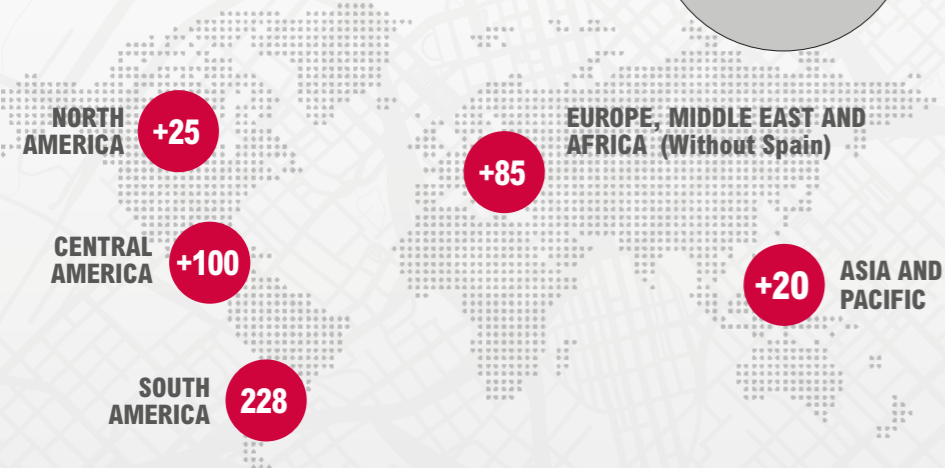 NORTH
AMERICA
+25
EUROPE, MIDDLE EAST AND
AFRICA (Without Spain)
+85
CENTRAL
AMERICA
+100
ASIA AND
PACIFIC
+20
SOUTH
AMERICA
228